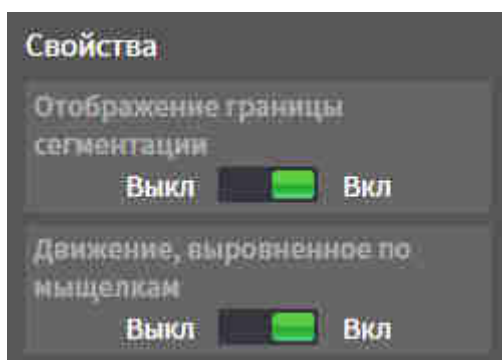 Свойства
Отображение границы
сегментации
Выкл Вкл
Движение, выровненное по
мыщелкам
Выкл Вкл